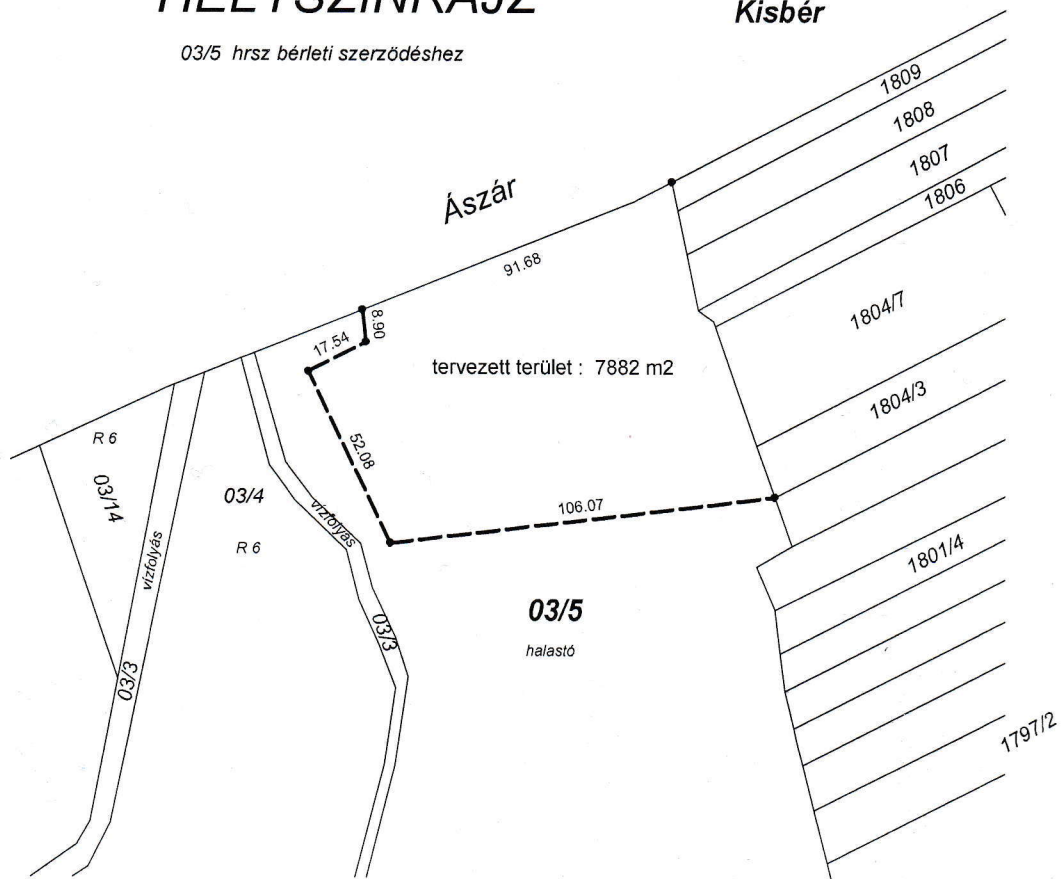 HELYSZÍNRAJZ
Kisbér
03/5 hrsz bérleti szerzödéshez
1809
1808
1807
1806
Ászár
91.68
8.90
17.54
1804/7
tervezett terület : 7882 m2
1804/3
52.08
R 6
03/14
03/4
vízfolyás
106.07
R 6
vízfolyás
1801/4
03/5
halastó
03/3
03/3
1797/2